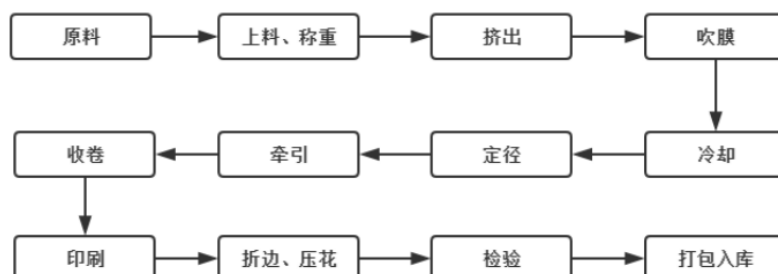 原料
上料、称重
挤出
吹膜
冷却
定径
牵引
收卷
印刷
折边、压花
检验
打包入库